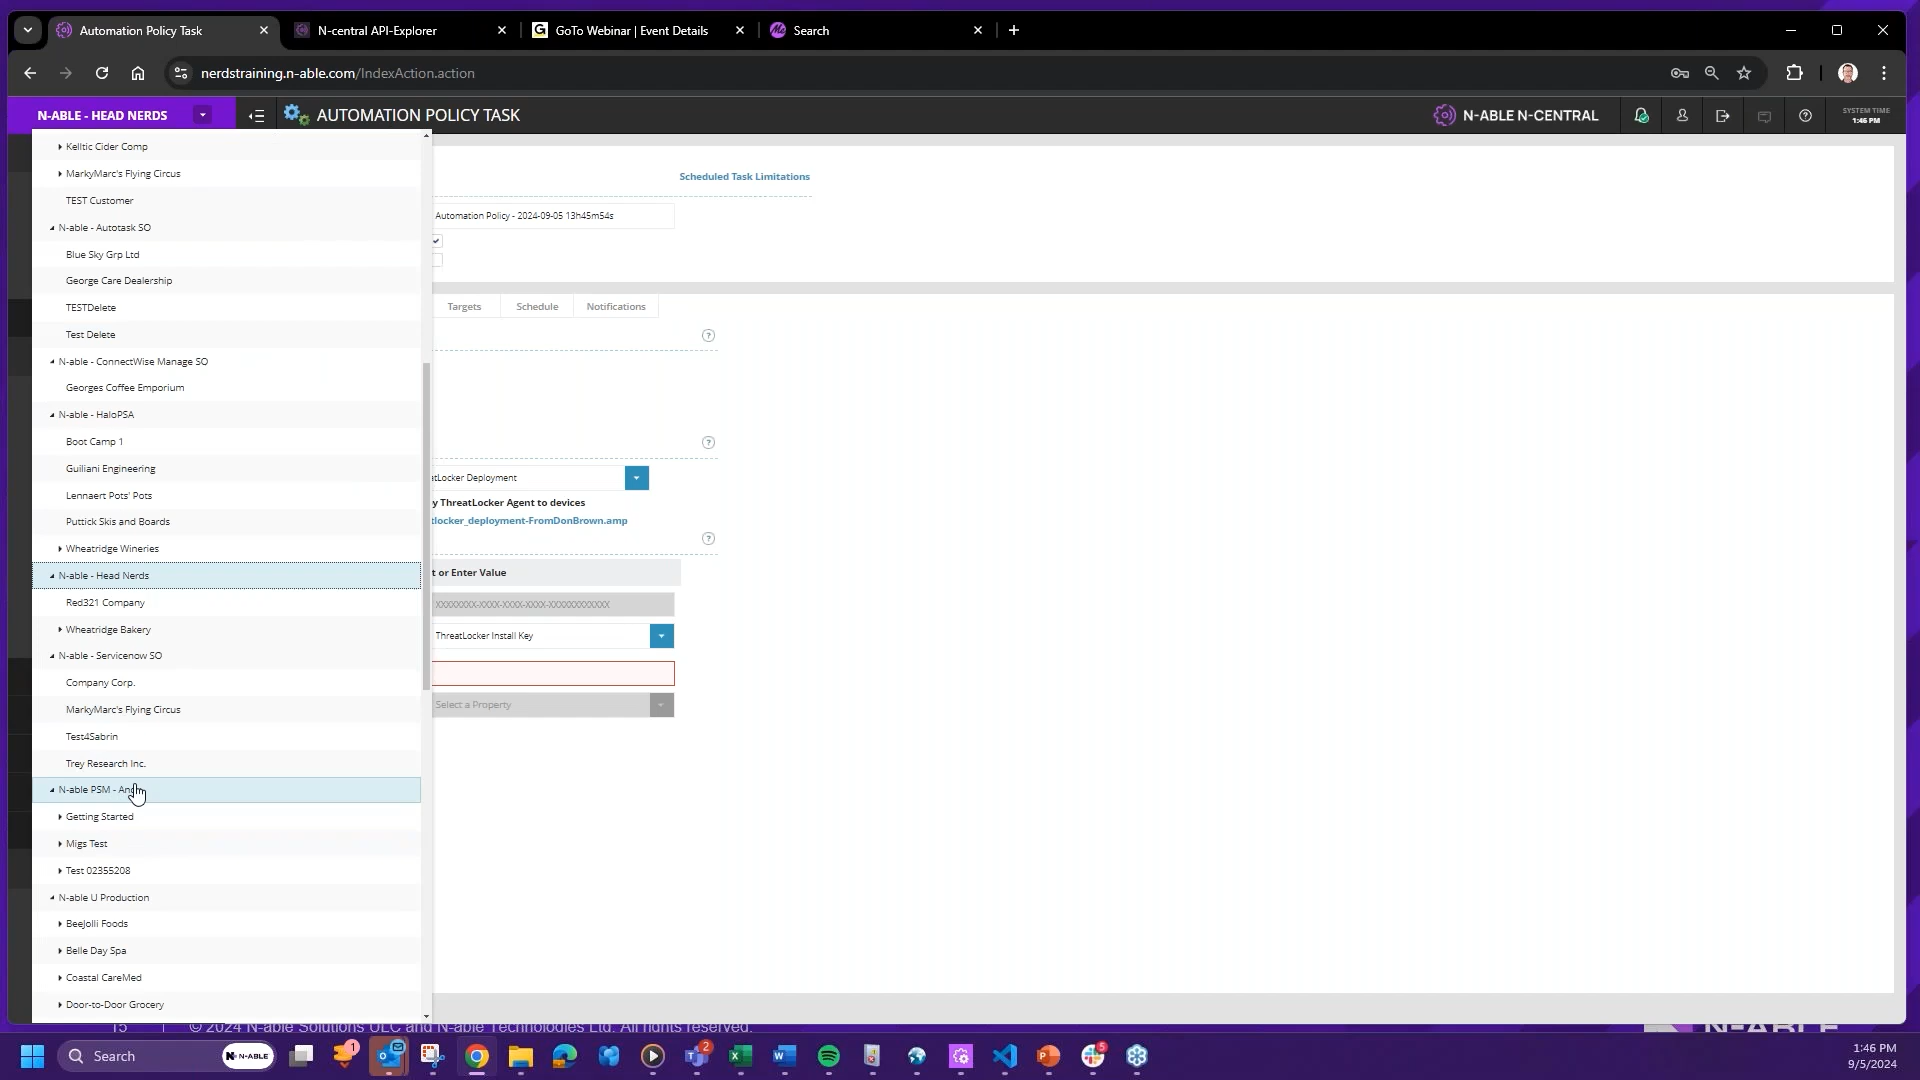 Automation Policy Task
N-central API-Explorer
GoTo Webinar | Event Details
Search
nerdstraining.n-able.com/IndexAction.action
N-ABLE - HEAD NERDS
AUTOMATION POLICY TASK
N-ABLE N-CENTRAL
SYSTEM TIME
1:46 PM
Kelltic Cider Comp
MarkyMarc's Flying Circus
TEST Customer
N-able - Autotask SO
Blue Sky Grp Ltd
George Care Dealership
TESTDelete
Test Delete
N-able - ConnectWise Manage SO
Georges Coffee Emporium
N-able - HaloPSA
Boot Camp 1
Guiliani Engineering
Lennaert Pots' Pots
Puttick Skis and Boards
Wheatridge Wineries
N-able - Head Nerds
Red321 Company
Wheatridge Bakery
N-able - Servicenow SO
Company Corp.
MarkyMarc's Flying Circus
Test4Sabrin
Trey Research Inc.
N-able PSM -
Getting Started
Migs Test
Test 02355208
N-able U Production
BeeJolli Foods
Belle Day Spa
Coastal CareMed
Door-to-Door Grocery
Scheduled Task Limitations
Automation Policy - 2024-09-05 13h45m54s
Targets
Schedule
Notifications
?
?
tLocker Deployment
y ThreatLocker Agent to devices
tlocker_deployment-FromDonBrown.amp
?
t or Enter Value
XXXXXXXX-XXXX-XXXX-XXXX-XXXXXXXXXXXX
ThreatLocker Install Key
Select a Property
15 © 2024 N-able Solutions ULC and N-able Technologies Ltd. All rights reserved.
N-ABLE
Search
N-ABLE
1
2
5
1:46 PM
9/5/2024